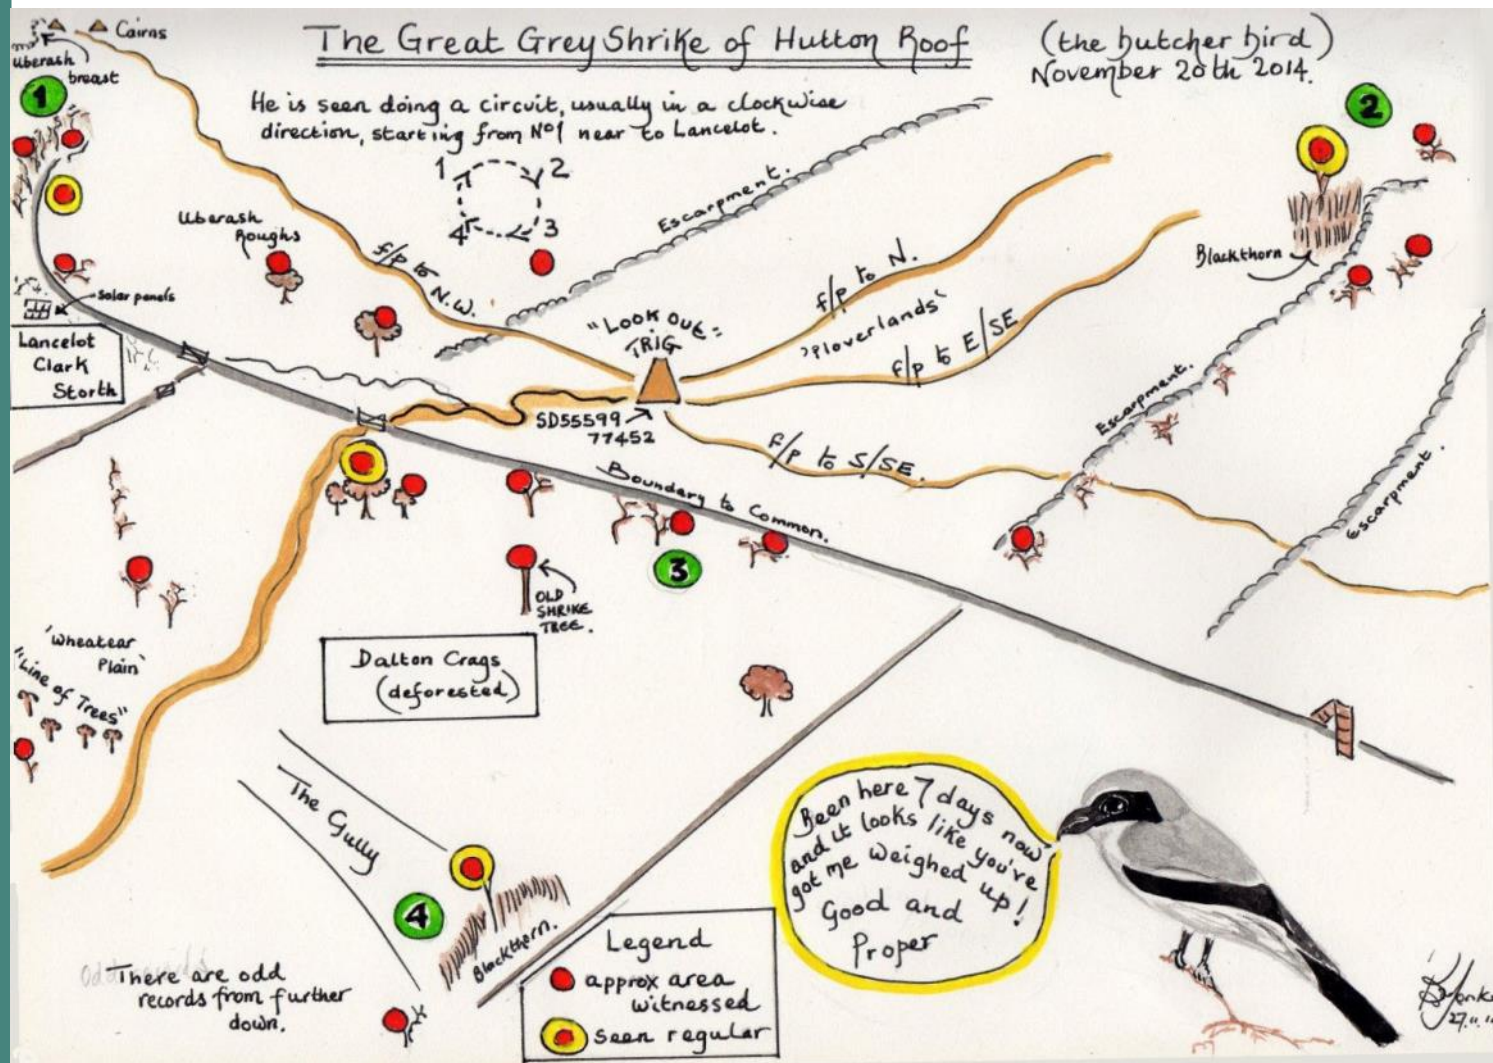 The Great Grey Shrike of Hutton Roof
(the butcher bird)
November 20th 2014.
Cairns
Uberash
breast
1
He is seen doing a circuit, usually in a clockwise
direction, starting from No1 near to Lancelot.
1 2
4 3
2
Uberash
Roughs
f/p to
N.W.
Escarpment.
f/p to N.
'Ploverlands'
f/p to E/SE
Blackthorn
Solar panels
Lancelot
Clark
Storth
"LOOK OUT"
TRIG
SD55599
77452
f/p to S/SE.
Escarpment.
Escarpment.
Boundary to Common.
3
OLD
SHRIKE
TREE.
'Wheatear
Plain'
"Line of Trees"
Dalton Crags
(deforested)
The Gully
4
Blackthorn.
There are odd
records from further
down.
Legend
approx area
witnessed
seen regular
Been here 7 days now
and it looks like you've
got me weighed up!
Good and
Proper